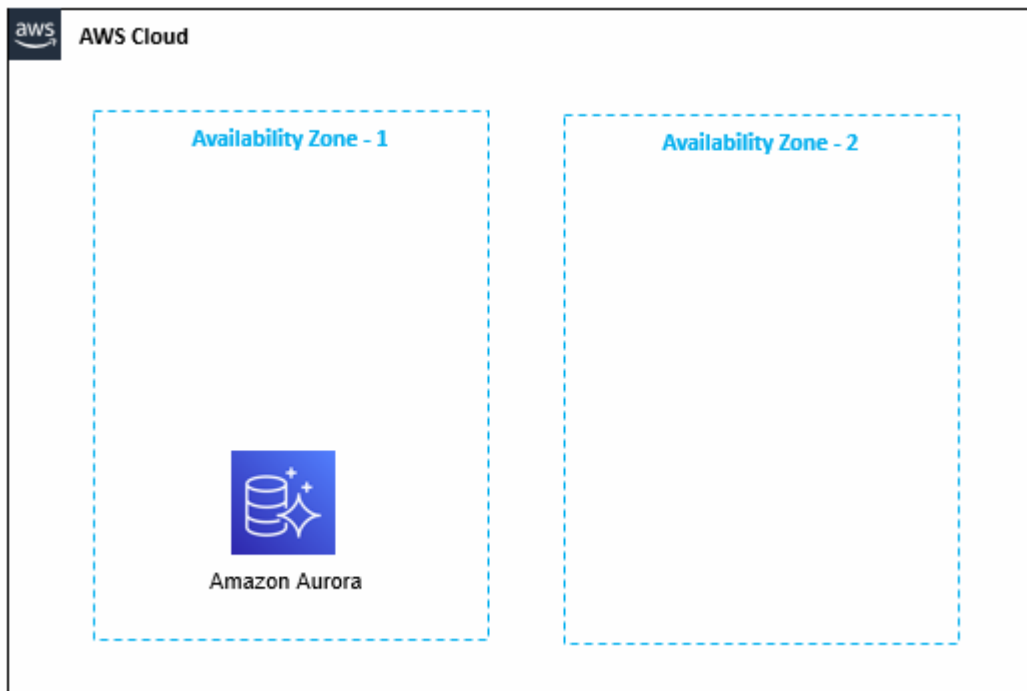 aws
AWS Cloud
Availability Zone - 1
Availability Zone - 2
Amazon Aurora